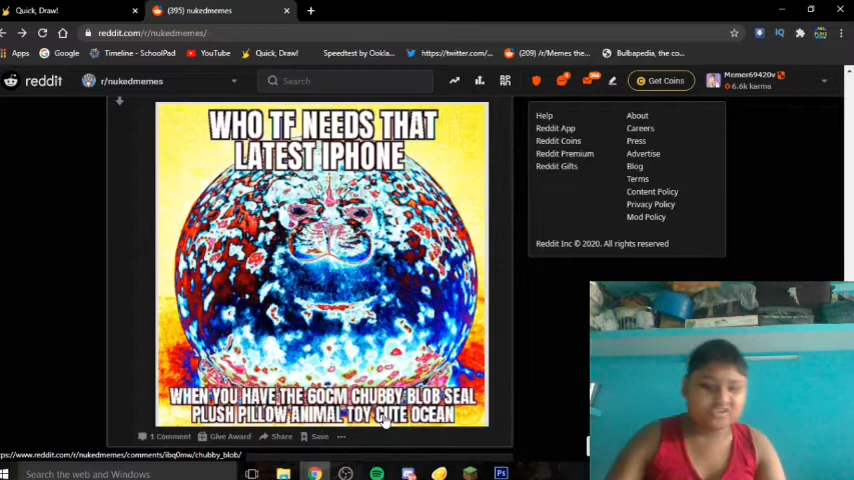 Quick, Draw!
(395) nukedmemes
reddit.com/r/nukedmemes/
Apps
Google
Timeline - SchoolPad
YouTube
Quick, Draw!
Speedtest by Ookla...
https://twitter.com/...
(209) /r/Memes the...
Bulbapedia, the co...
reddit
r/nukedmemes
Search
Get Coins
Memer69420v
6.6k karma
WHO TF NEEDS THAT
LATEST IPHONE
WHEN YOU HAVE THE 60CM CHUBBY BLOB SEAL
PLUSH PILLOW ANIMAL TOY CUTE OCEAN
1 Comment
Give Award
Share
Save
Help
Reddit App
Reddit Coins
Reddit Premium
Reddit Gifts
About
Careers
Press
Advertise
Blog
Terms
Content Policy
Privacy Policy
Mod Policy
Reddit Inc © 2020. All rights reserved
ps://www.reddit.com/r/nukedmemes/comments/ibq0mw/chubby_blob/
Search the web and Windows
Ps